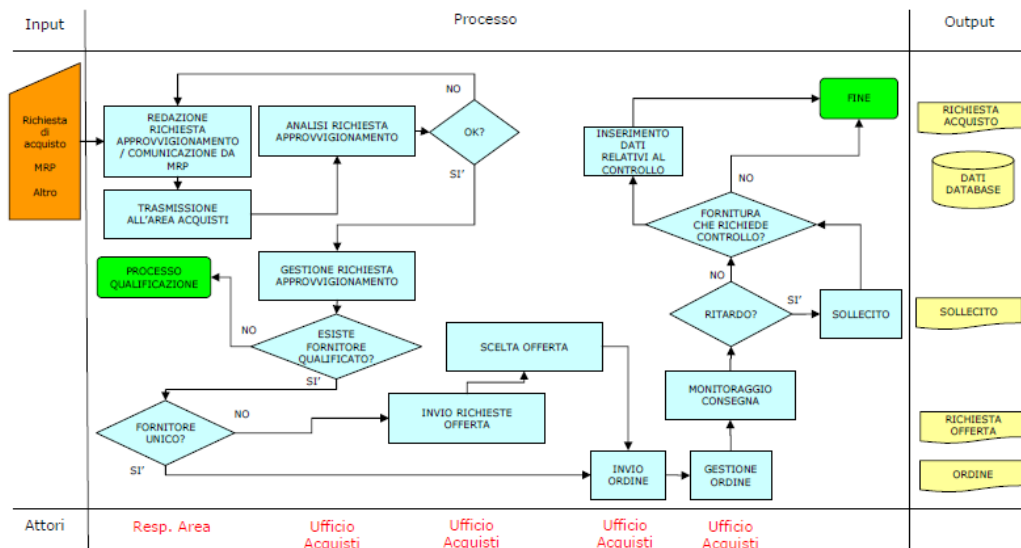 Input
Processo
Output
Richiesta
di
acquisto
MRP
Altro
REDAZIONE
RICHIESTA
APPROVVIGIONAMENTO
/ COMUNICAZIONE DA
MRP
TRASMISSIONE
ALL'AREA ACQUISTI
ANALISI RICHIESTA
APPROVVIGIONAMENTO
NO
OK?
SI'
GESTIONE RICHIESTA
APPROVVIGIONAMENTO
PROCESSO
QUALIFICAZIONE
NO
ESISTE
FORNITORE
QUALIFICATO?
SI'
FORNITORE
UNICO?
NO
SI'
INVIO RICHIESTE
OFFERTA
SCELTA OFFERTA
INVIO
ORDINE
GESTIONE
ORDINE
MONITORAGGIO
CONSEGNA
RITARDO?
NO
SI'
SOLLECITO
FORNITURA
CHE RICHIEDE
CONTROLLO?
SI'
NO
INSERIMENTO
DATI
RELATIVI AL
CONTROLLO
FINE
RICHIESTA
ACQUISTO
DATI
DATABASE
SOLLECITO
RICHIESTA
OFFERTA
ORDINE
Attori
Resp. Area
Ufficio
Acquisti
Ufficio
Acquisti
Ufficio
Acquisti
Ufficio
Acquisti